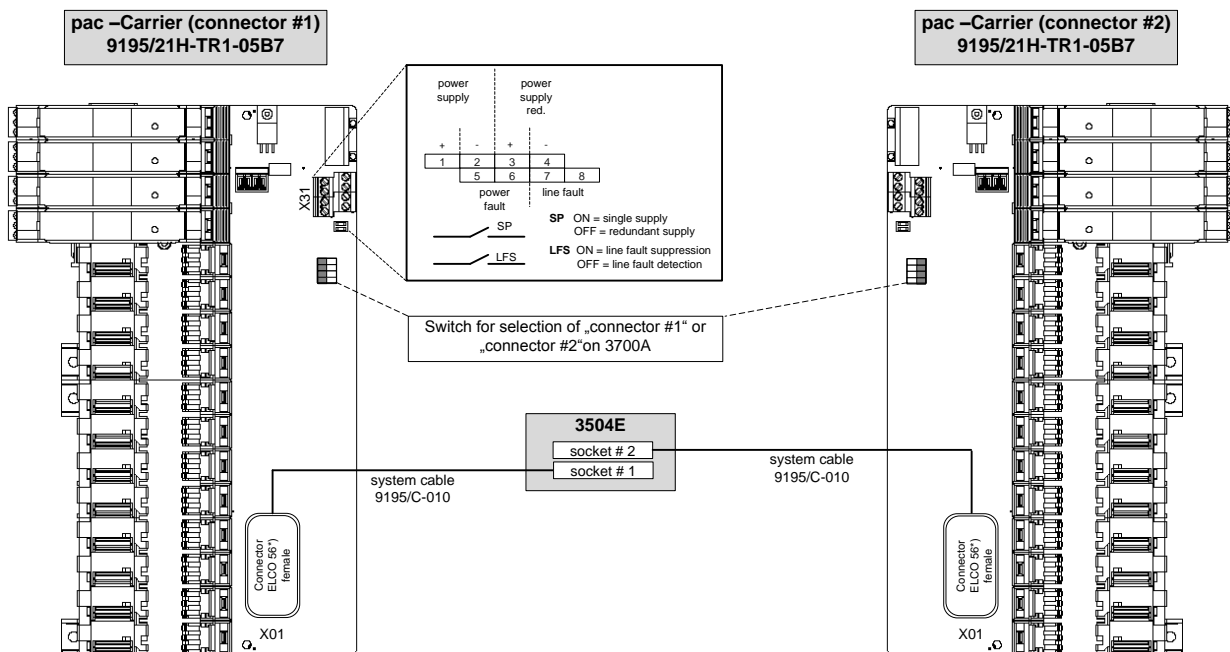 pac –Carrier (connector #1)
9195/21H-TR1-05B7
pac –Carrier (connector #2)
9195/21H-TR1-05B7
power
supply
power
supply
red.
+ - + -
1 2 3 4
5 6 7 8
power
fault
line fault
SP
LFS
SP ON = single supply
OFF = redundant supply
LFS ON = line fault suppression
OFF = line fault detection
X31
Switch for selection of „connector #1“ or
„connector #2“on 3700A
3504E
socket # 2
socket # 1
system cable
9195/C-010
system cable
9195/C-010
Connector
ELCO 56*)
female
X01
Connector
ELCO 56*)
female
X01